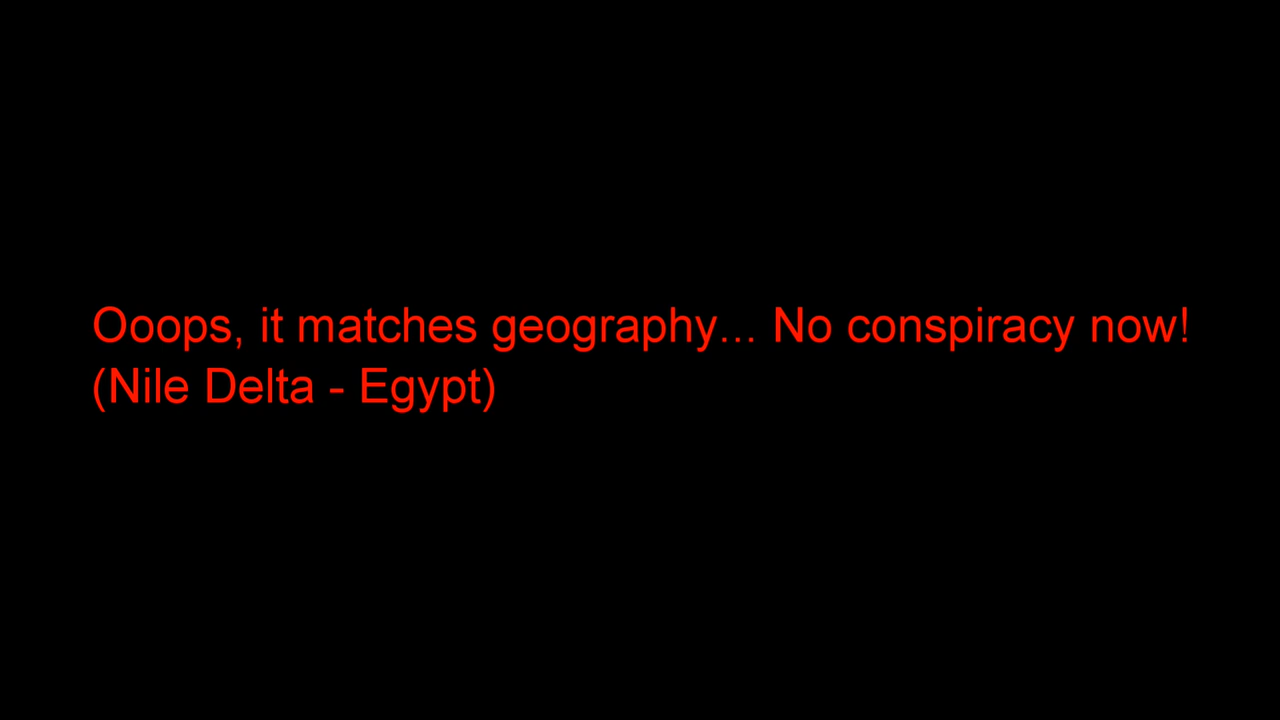 Ooops, it matches geography... No conspiracy now!
(Nile Delta - Egypt)